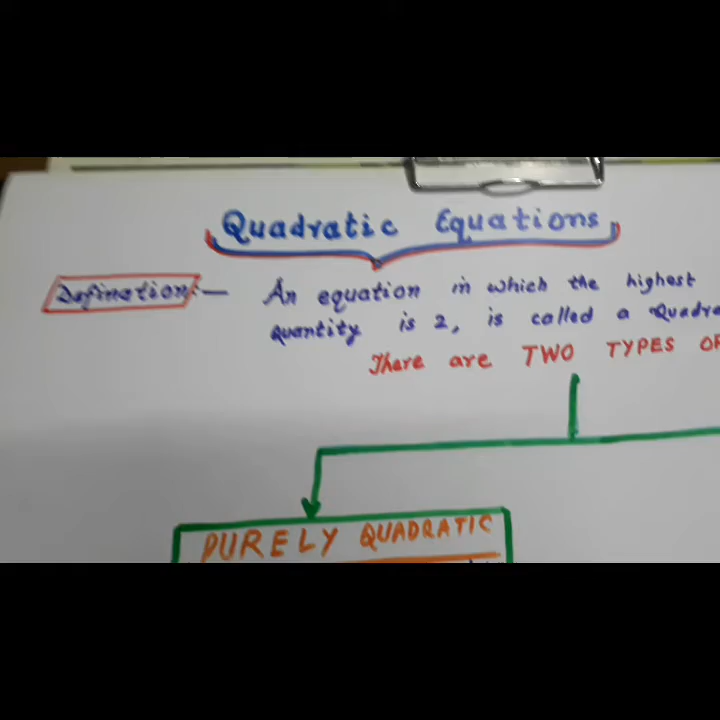 Quadratic Equations
Defination:— An equation in which the highest
quantity is 2, is called a Quadra
There are TWO TYPES OF
PURELY QUADRATIC